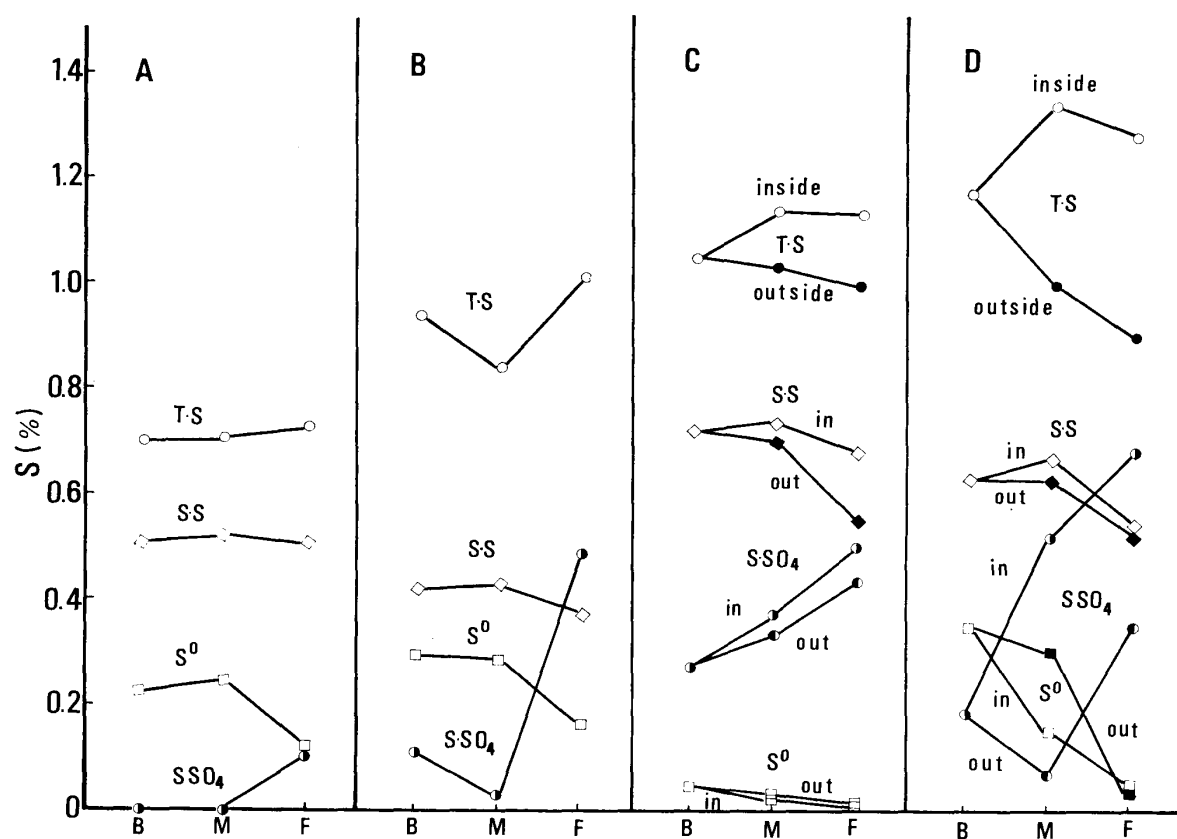 A
B
C
D
1.4
1.2
1.0
0.8
0.6
0.4
0.2
0
S (%)
T·S
S·S
S⁰
SSO₄
B M F
T·S
S·S
S⁰
S·SO₄
B M F
inside
T·S
outside
S·S
in
out
S·SO₄
in
out
S⁰
out
in
B M F
inside
T·S
outside
S·S
in
out
in
SSO₄
S⁰
in
out
out
B M F